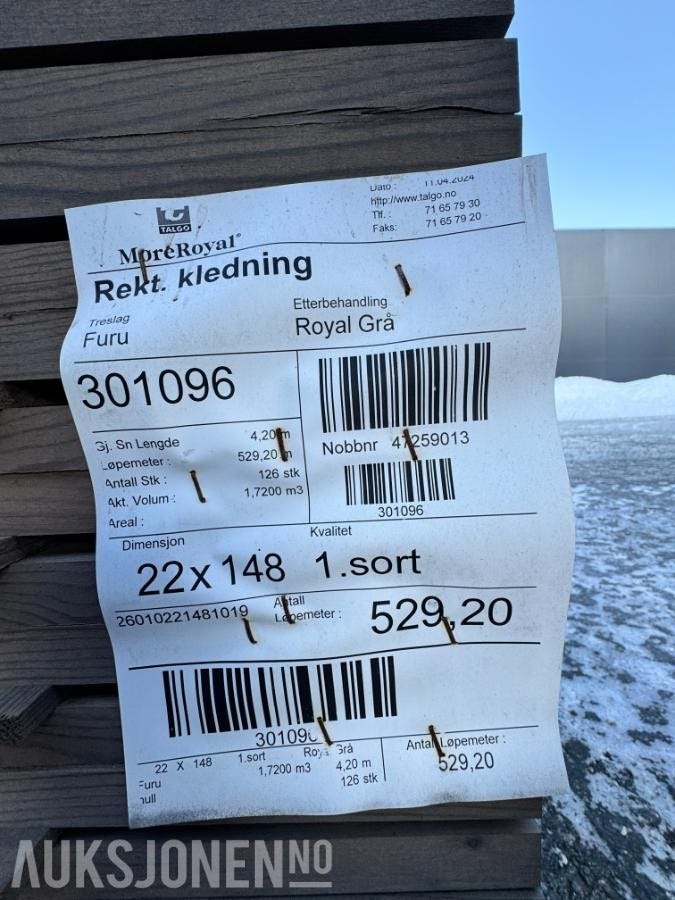 Dato : 11.04.2024
http://www.talgo.no
Tlf. : 71 65 79 30
Faks: 71 65 79 20
TALGO
MøreRoyal®
Rekt. kledning
Treslag
Furu
Etterbehandling
Royal Grå
301096
Gj. Sn Lengde 4,20 m
Løpemeter : 529,20 m
Antall Stk : 126 stk
Akt. Volum : 1,7200 m3
Areal :
Nobbnr 47259013
301096
Dimensjon
22 x 148
Kvalitet
1.sort
26010221481019
Antall
Løpemeter :
529,20
301096
22 X 148 1.sort Royal Grå
Furu 1,7200 m3 4,20 m
null 126 stk
Antall Løpemeter :
529,20
AUKSJONEN NO